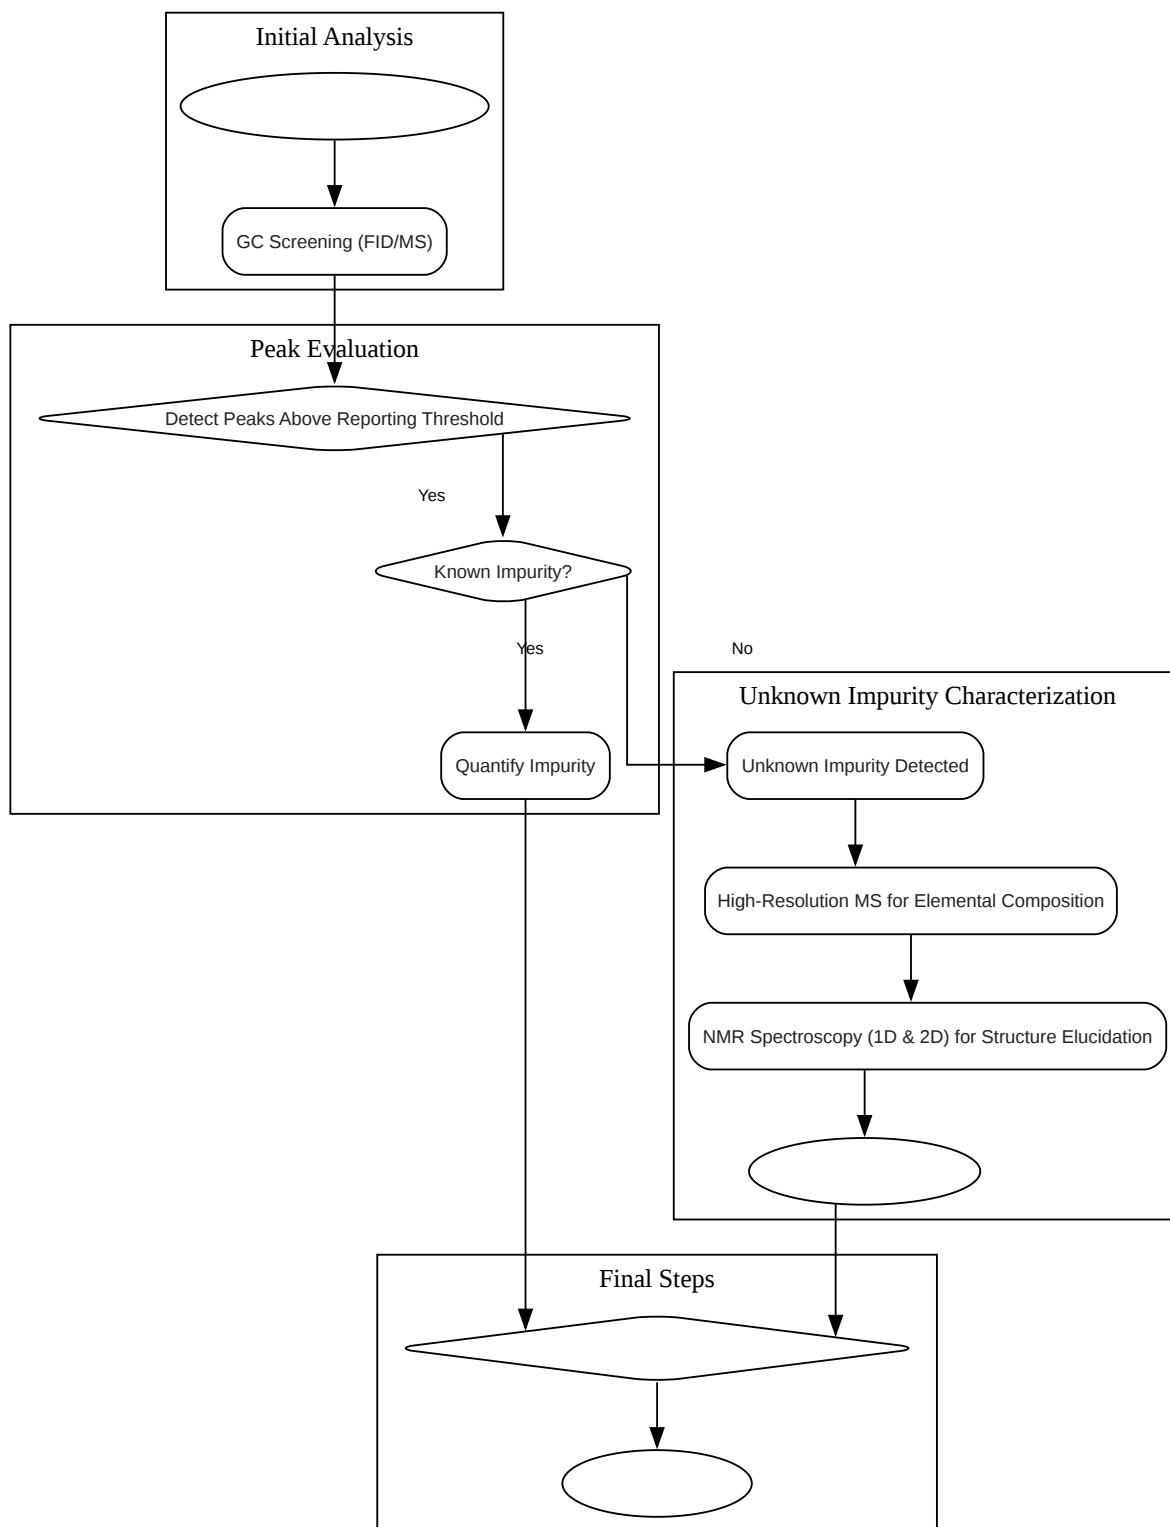 Initial Analysis
GC Screening (FID/MS)
Peak Evaluation
Detect Peaks Above Reporting Threshold
Yes
Known Impurity?
Yes
No
Unknown Impurity Characterization
Quantify Impurity
Unknown Impurity Detected
High-Resolution MS for Elemental Composition
NMR Spectroscopy (1D & 2D) for Structure Elucidation
Final Steps